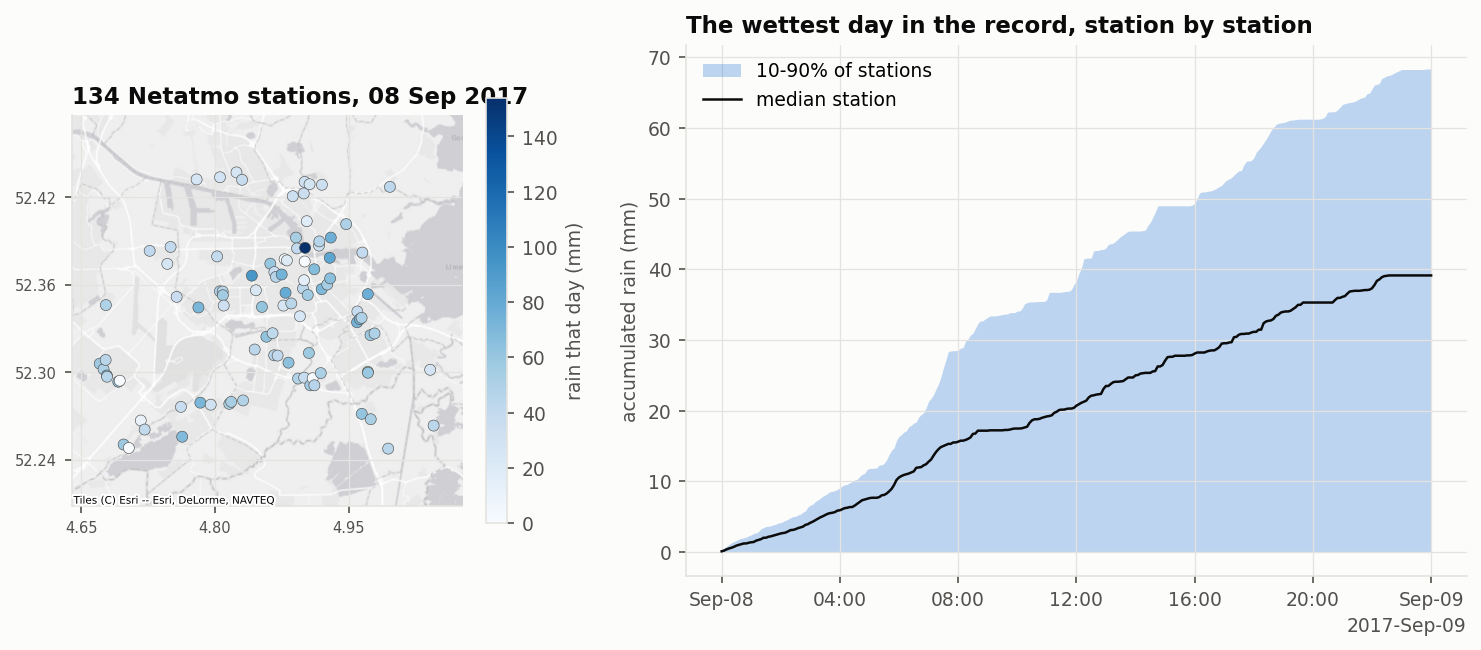 The wettest day in the record, station by station
134 Netatmo stations, 08 Sep 2017
52.42
52.36
52.30
52.24
4.65
4.80
4.95
Tiles (C) Esri -- Esri, DeLorme, NAVTEQ
140
120
100
80
60
40
20
0
rain that day (mm)
accumulated rain (mm)
70
60
50
40
30
20
10
0
10-90% of stations
median station
Sep-08
04:00
08:00
12:00
16:00
20:00
Sep-09
2017-Sep-09